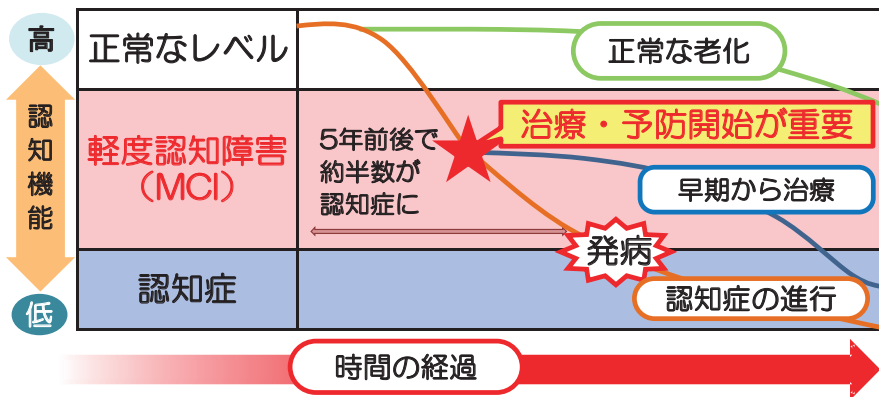 高
認知機能
低
正常なレベル
正常な老化
軽度認知障害
（MCI）
5年前後で
約半数が
認知症に
治療・予防開始が重要
早期から治療
発病
認知症
認知症の進行
時間の経過